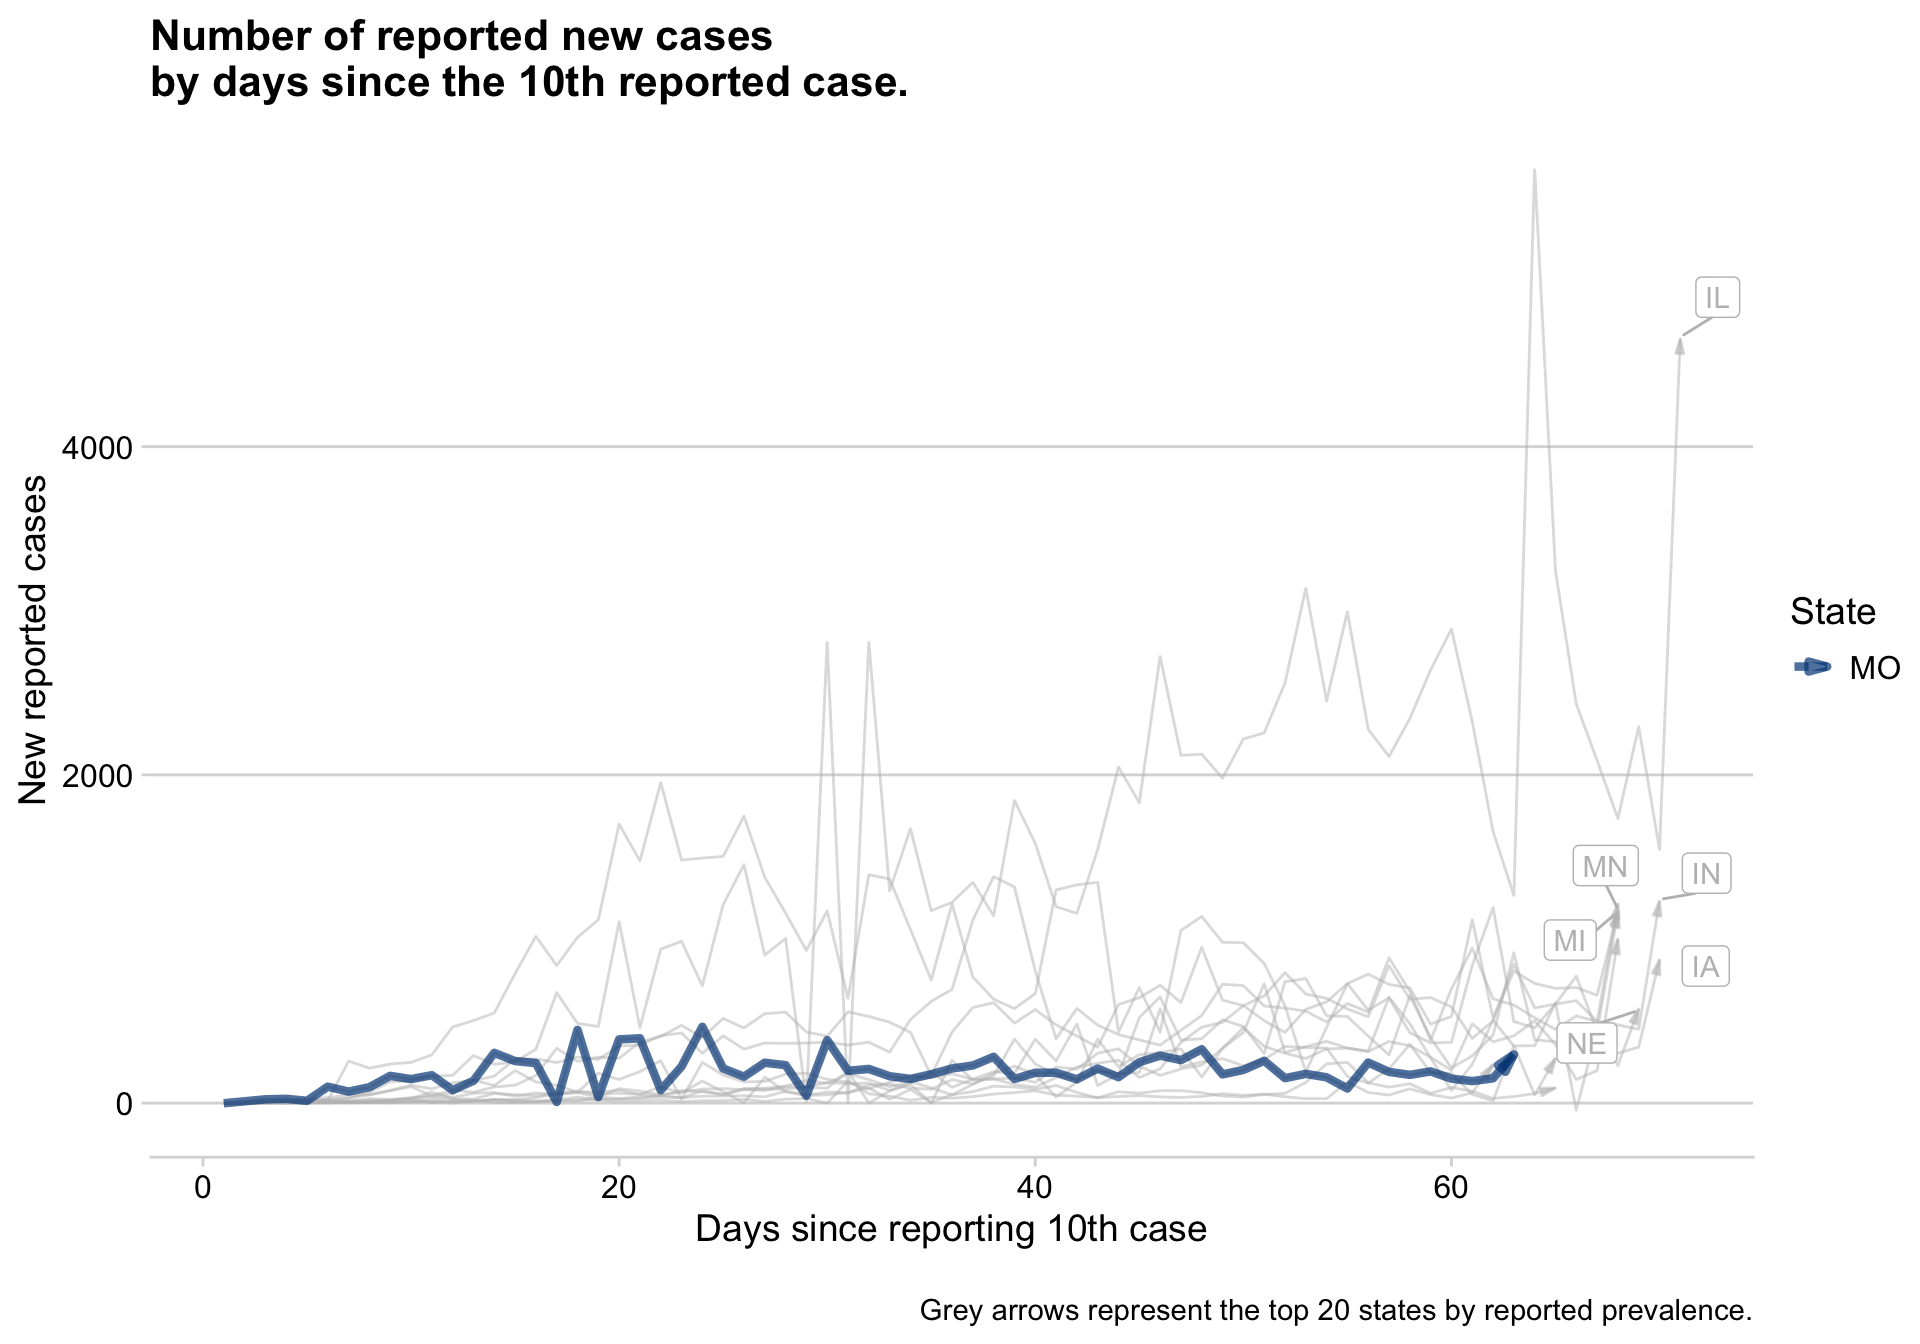 Number of reported new cases
by days since the 10th reported case.
IL
4000
New reported cases
State
MO
2000
MN
IN
MI
IA
NE
0
0
20
40
60
Days since reporting 10th case
Grey arrows represent the top 20 states by reported prevalence.